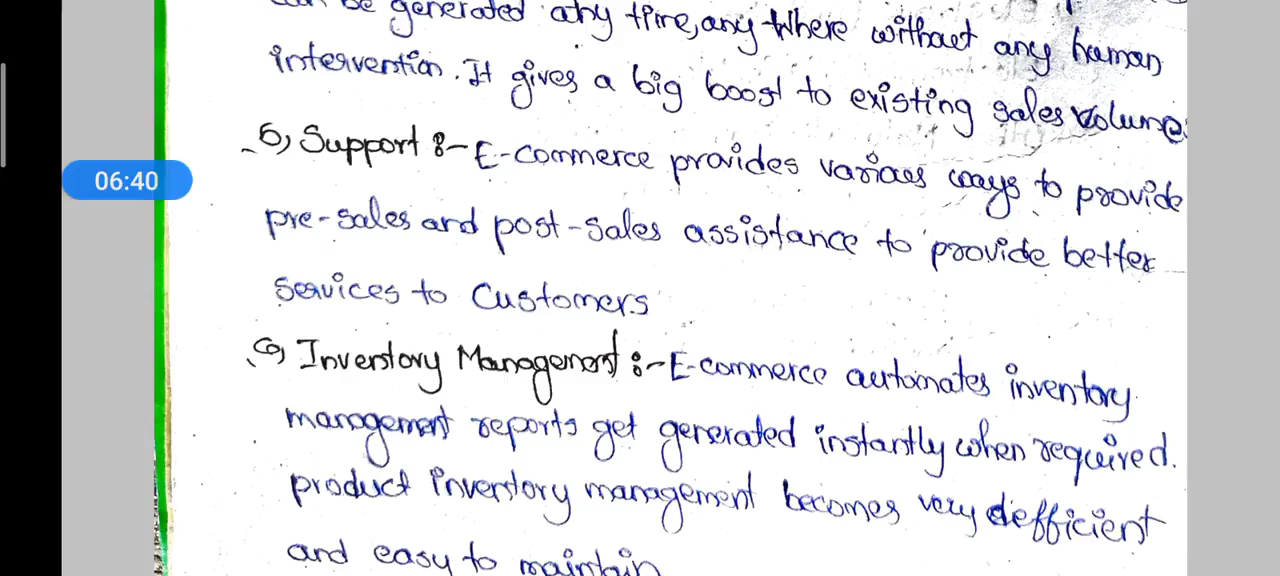 can be generated any time, any where without any human
intervention. It gives a big boost to existing sales volume.
5, Support :- E-commerce provides various ways to provide
06:40
pre-sales and post-sales assistance to provide better
services to Customers
6, Inventory Management :- E-commerce automates inventory
management reports get generated instantly when required.
product inventory management becomes very efficient
and easy to maintain